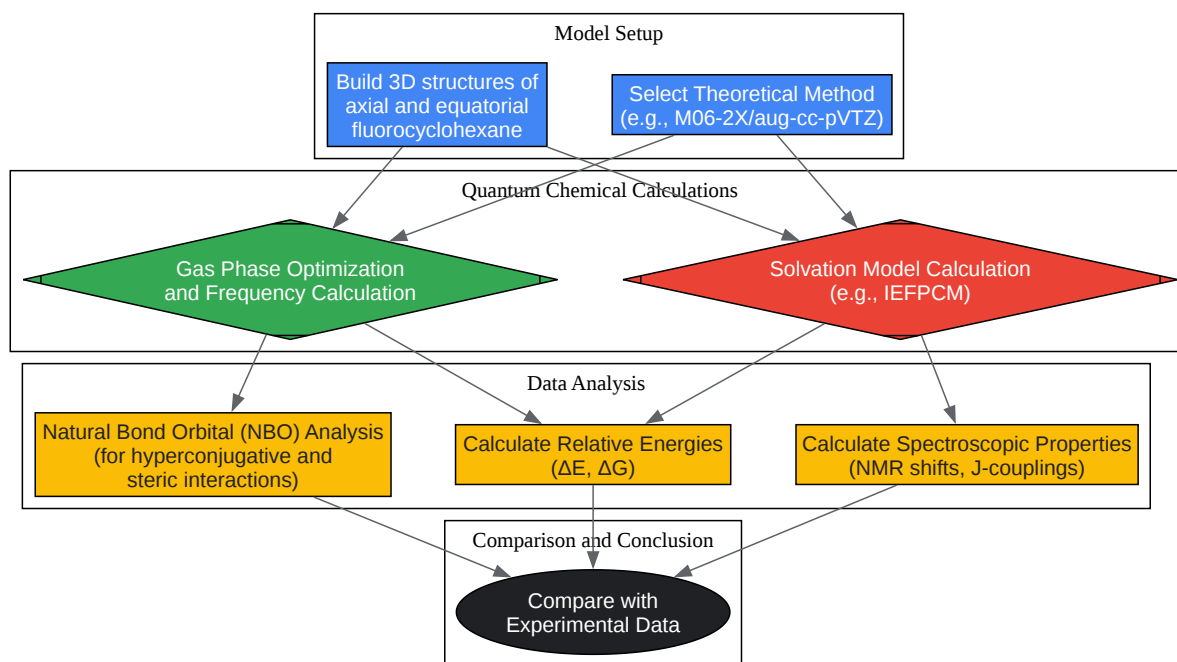 Model Setup
Build 3D structures of
axial and equatorial
fluorocyclohexane
Select Theoretical Method
(e.g., M06-2X/aug-cc-pVTZ)
Quantum Chemical Calculations
Gas Phase Optimization
and Frequency Calculation
Solvation Model Calculation
(e.g., IEFPCM)
Data Analysis
Natural Bond Orbital (NBO) Analysis
(for hyperconjugative and
steric interactions)
Calculate Relative Energies
(ΔE, ΔG)
Calculate Spectroscopic Properties
(NMR shifts, J-couplings)
Comparison and Conclusion
Compare with
Experimental Data